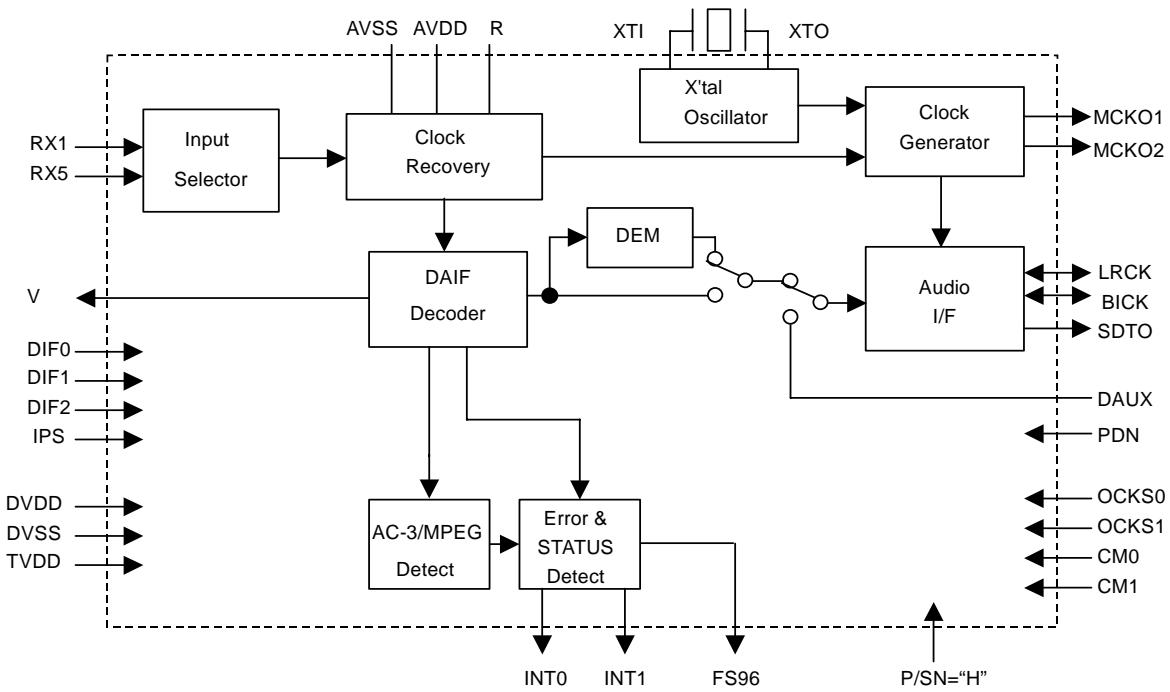 AVSS AVDD R XTI XTO
X'tal
Oscillator
Clock
Generator
MCKO1
MCKO2
RX1
RX5
Input
Selector
Clock
Recovery
DEM
DAIF
Decoder
V
Audio
I/F
LRCK
BICK
SDTO
DIF0
DIF1
DIF2
IPS
DAUX
PDN
DVDD
DVSS
TVDD
AC-3/MPEG
Detect
Error &
STATUS
Detect
OCKS0
OCKS1
CM0
CM1
INT0 INT1 FS96 P/SN=“H”